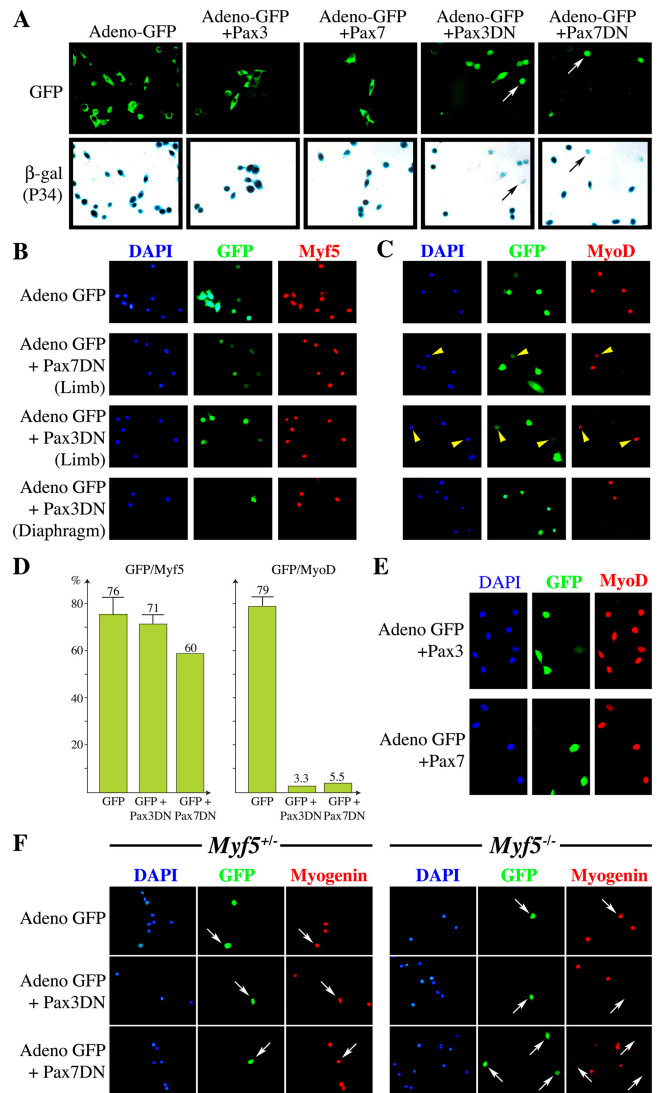 A
Adeno-GFP
Adeno-GFP
+Pax3
Adeno-GFP
+Pax7
Adeno-GFP
+Pax3DN
Adeno-GFP
+Pax7DN
GFP
β-gal
(P34)
B
DAPI GFP Myf5
Adeno GFP
Adeno GFP
+ Pax7DN
(Limb)
Adeno GFP
+ Pax3DN
(Limb)
Adeno GFP
+ Pax3DN
(Diaphragm)
C
DAPI GFP MyoD
D
GFP/Myf5
%
80
60
40
20
76
71
60
GFP
GFP +
Pax3DN
GFP +
Pax7DN
GFP/MyoD
79
3.3
5.5
GFP
GFP +
Pax3DN
GFP +
Pax7DN
E
DAPI GFP MyoD
Adeno GFP
+Pax3
Adeno GFP
+Pax7
F
Myf5+/-
Myf5-/-
DAPI GFP Myogenin
DAPI GFP Myogenin
Adeno GFP
Adeno GFP
+ Pax3DN
Adeno GFP
+ Pax7DN